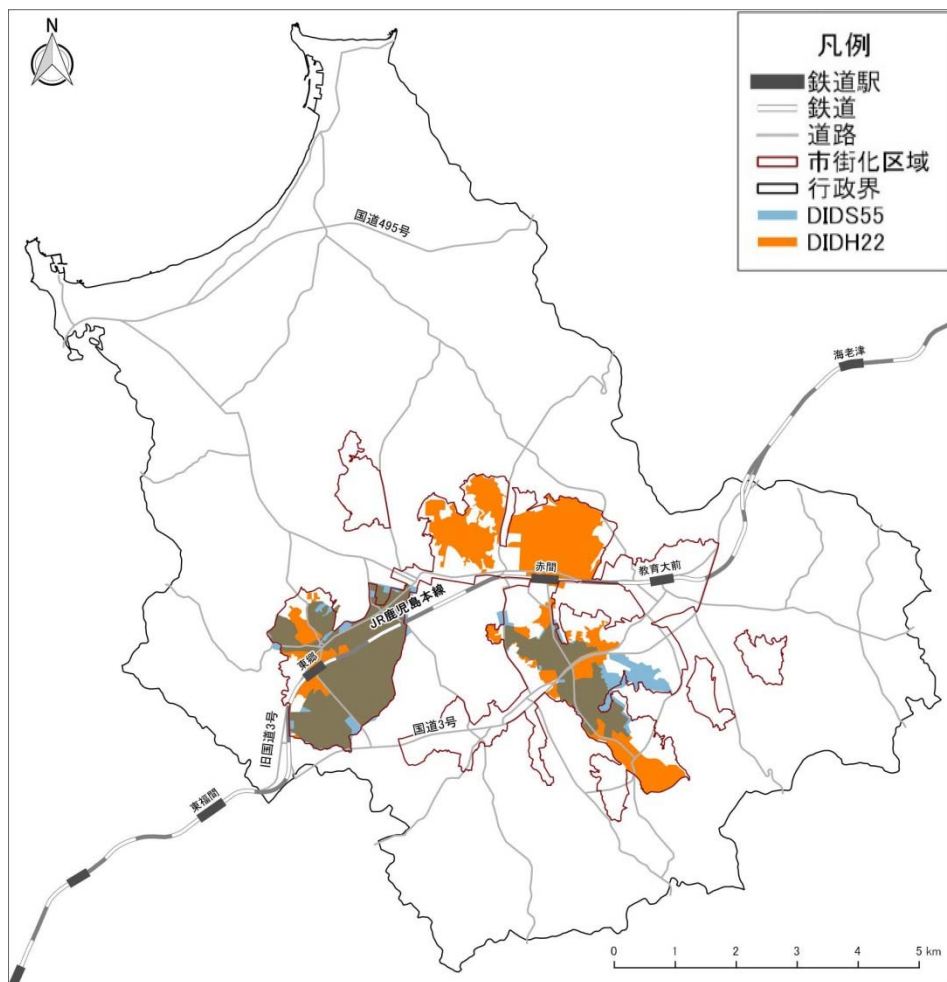 N
凡例
鉄道駅
鉄道
道路
市街化区域
行政界
DIDS55
DIDH22
国道495号
海老津
赤間
教育大前
JR鹿児島本線
東郷
旧国道3号
国道3号
東福間
0 1 2 3 4 5 km